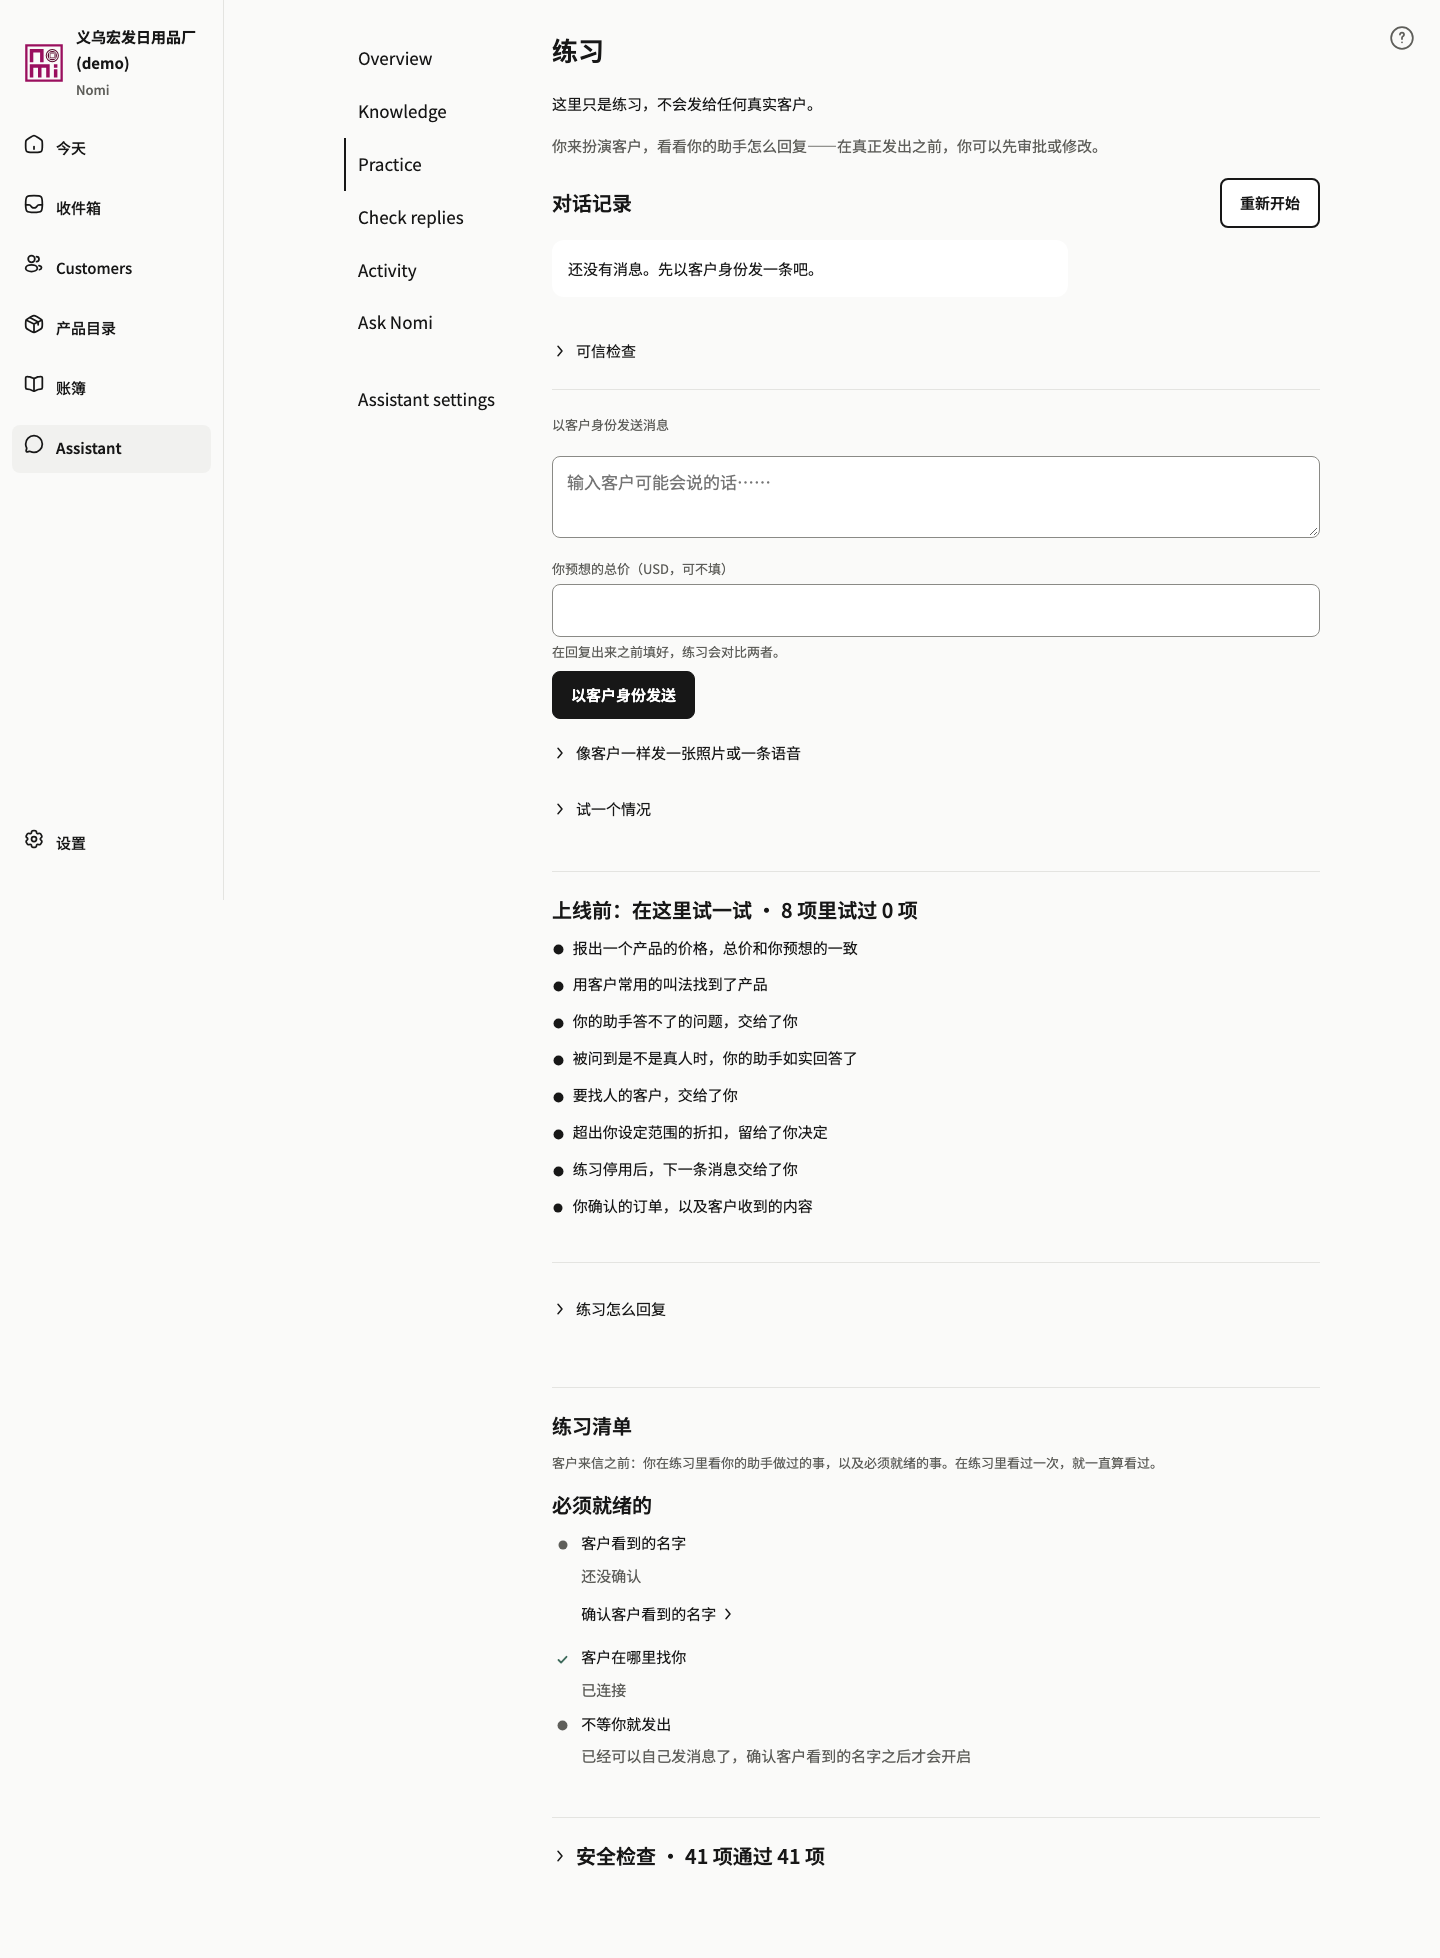 义乌宏发日用品厂
(demo)
Nomi
今天
收件箱
Customers
产品目录
账簿
Assistant
设置
Overview
Knowledge
Practice
Check replies
Activity
Ask Nomi
Assistant settings
练习
这里只是练习，不会发给任何真实客户。
你来扮演客户，看看你的助手怎么回复——在真正发出之前，你可以先审批或修改。
对话记录
重新开始
还没有消息。先以客户身份发一条吧。
可信检查
以客户身份发送消息
输入客户可能会说的话……
你预想的总价（USD，可不填）
在回复出来之前填好，练习会对比两者。
以客户身份发送
像客户一样发一张照片或一条语音
试一个情况
上线前：在这里试一试 · 8 项里试过 0 项
报出一个产品的价格，总价和你预想的一致
用客户常用的叫法找到了产品
你的助手答不了的问题，交给了你
被问到是不是真人时，你的助手如实回答了
要找人的客户，交给了你
超出你设定范围的折扣，留给了你决定
练习停用后，下一条消息交给了你
你确认的订单，以及客户收到的内容
练习怎么回复
练习清单
客户来信之前：你在练习里看你的助手做过的事，以及必须就绪的事。在练习里看过一次，就一直算看过。
必须就绪的
客户看到的名字
还没确认
确认客户看到的名字
客户在哪里找你
已连接
不等你就发出
已经可以自己发消息了，确认客户看到的名字之后才会开启
安全检查 · 41 项通过 41 项